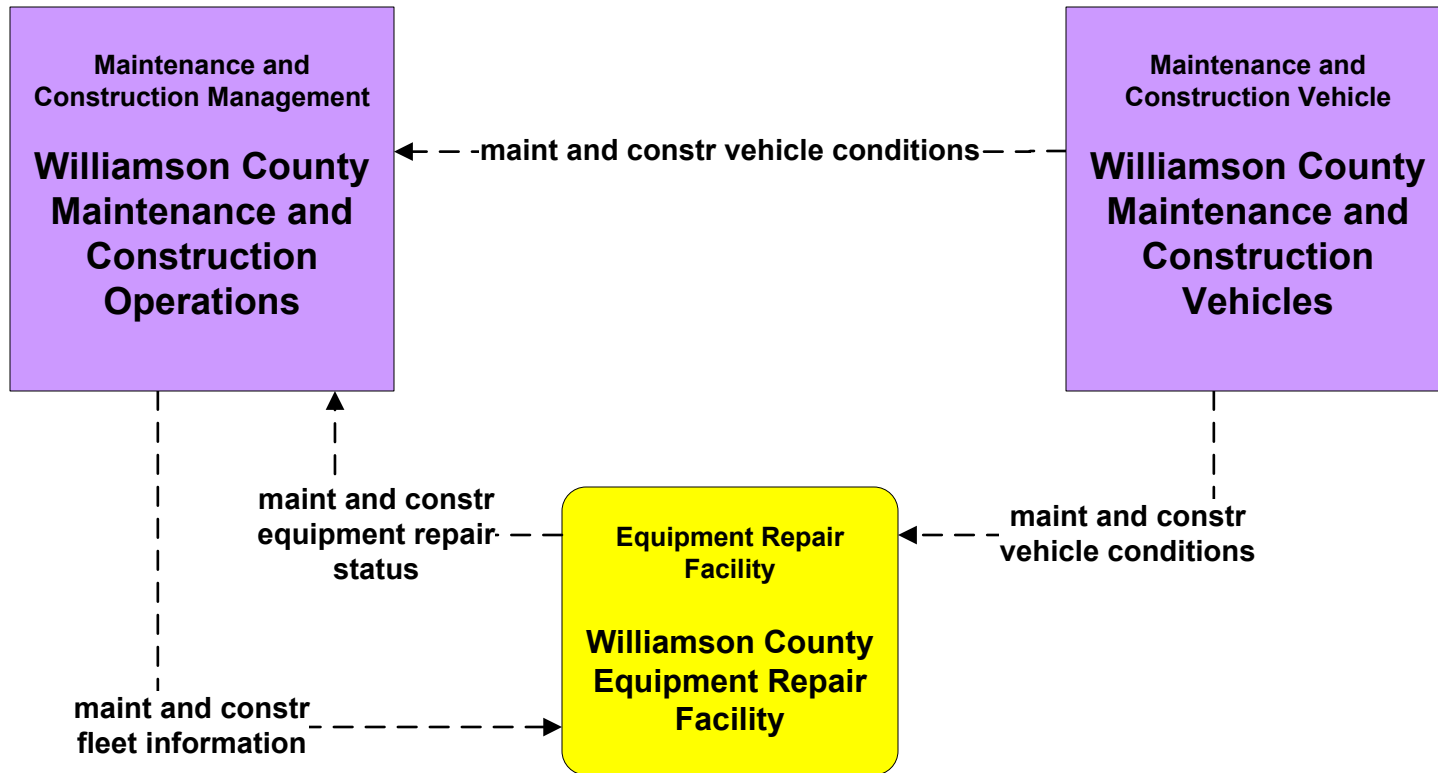 Maintenance and
Construction Management
Williamson County
Maintenance and
Construction
Operations
maint and constr vehicle conditions
Maintenance and
Construction Vehicle
Williamson County
Maintenance and
Construction
Vehicles
maint and constr
equipment repair
status
Equipment Repair
Facility
Williamson County
Equipment Repair
Facility
maint and constr
vehicle conditions
maint and constr
fleet information